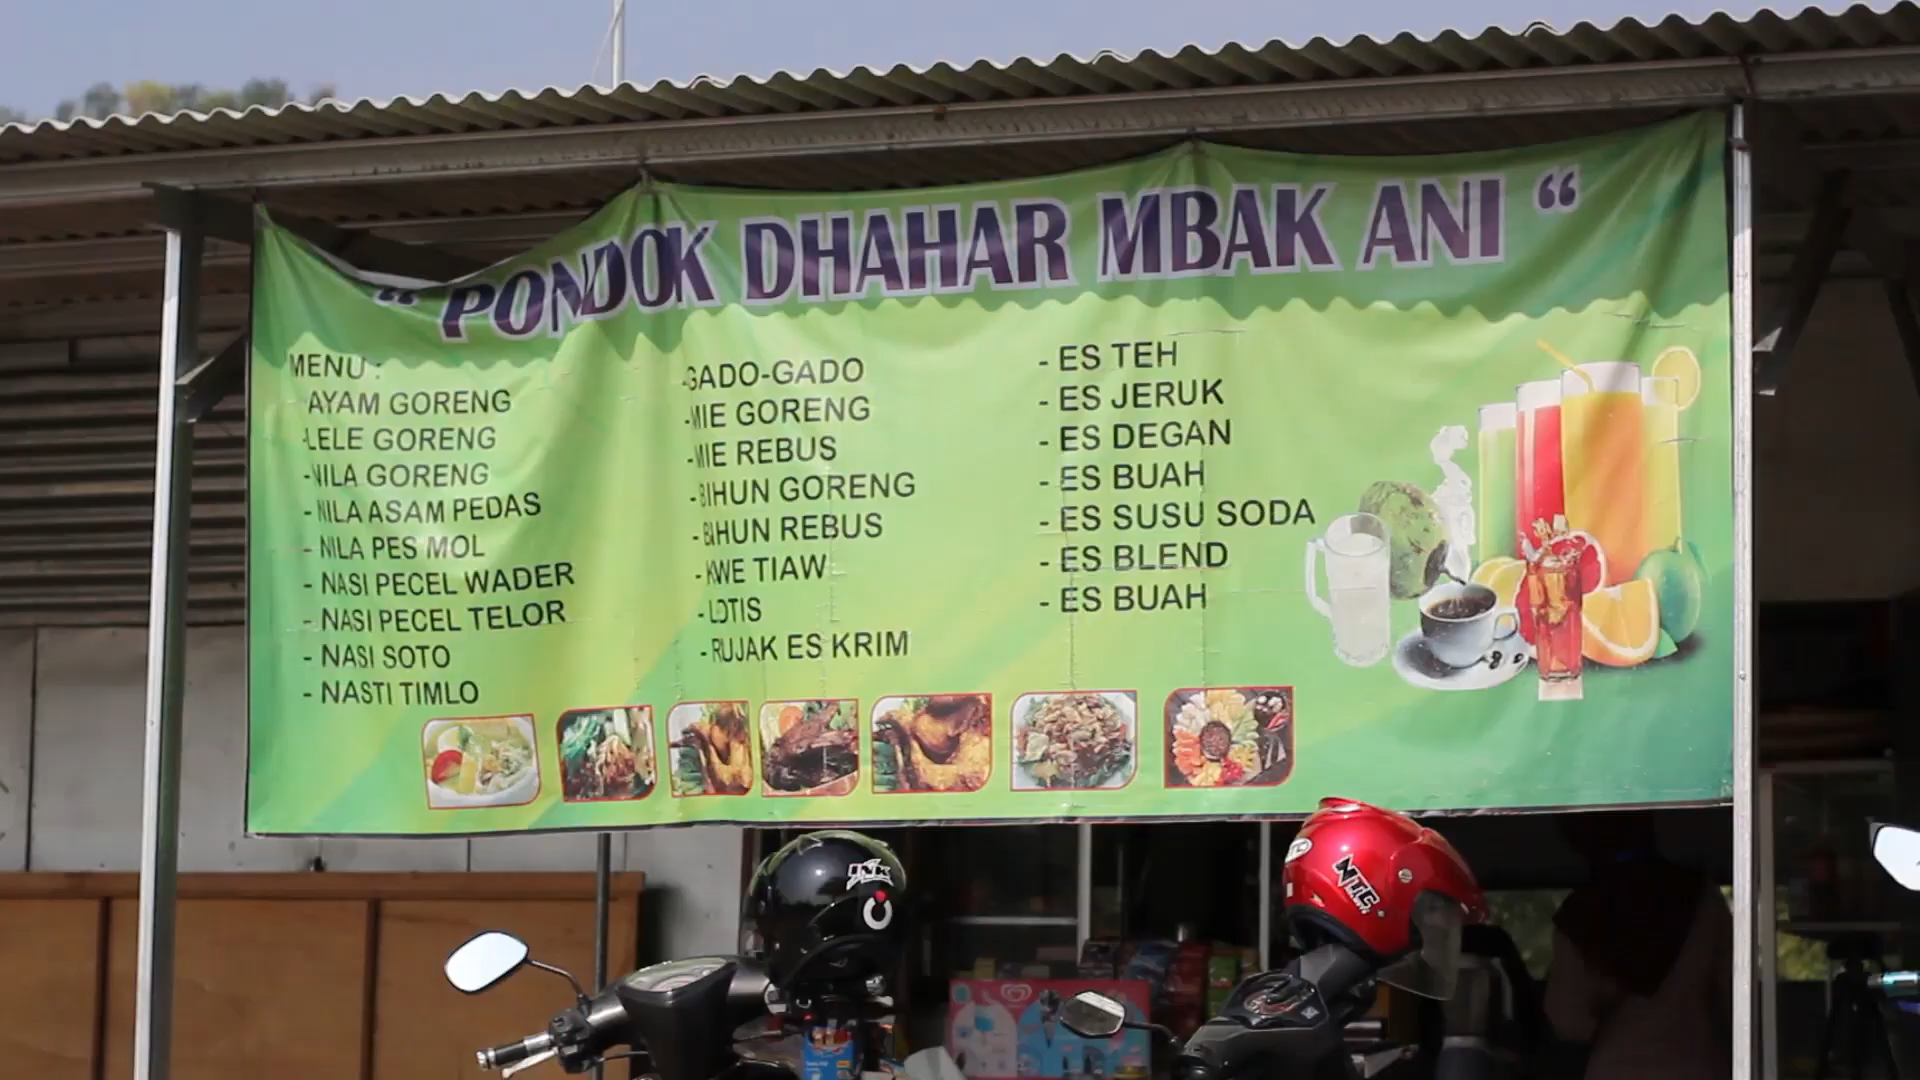 “ PONDOK DHAHAR MBAK ANI “
MENU :
AYAM GORENG
-LELE GORENG
-NILA GORENG
- NILA ASAM PEDAS
- NILA PES MOL
- NASI PECEL WADER
- NASI PECEL TELOR
- NASI SOTO
- NASTI TIMLO
-GADO-GADO
-MIE GORENG
-MIE REBUS
-BIHUN GORENG
-BIHUN REBUS
-KWE TIAW
-LOTIS
-RUJAK ES KRIM
- ES TEH
- ES JERUK
- ES DEGAN
- ES BUAH
- ES SUSU SODA
- ES BLEND
- ES BUAH
INK
NTC